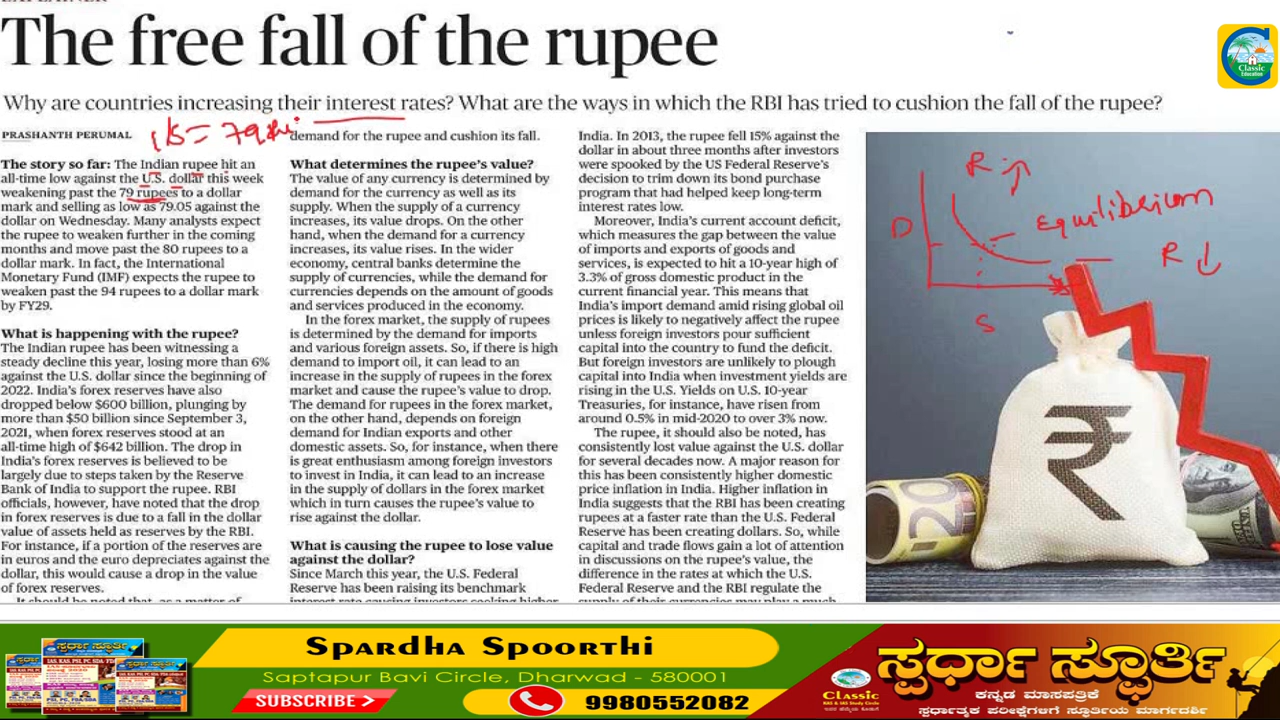 The free fall of the rupee
Why are countries increasing their interest rates? What are the ways in which the RBI has tried to cushion the fall of the rupee?
PRASHANTH PERUMAL
The story so far: The Indian rupee hit an
all-time low against the U.S. dollar this week
weakening past the 79 rupees to a dollar
mark and selling as low as 79.05 against the
dollar on Wednesday. Many analysts expect
the rupee to weaken further in the coming
months and move past the 80 rupees to a
dollar mark. In fact, the International
Monetary Fund (IMF) expects the rupee to
weaken past the 94 rupees to a dollar mark
by FY29.
What is happening with the rupee?
The Indian rupee has been witnessing a
steady decline this year, losing more than 6%
against the U.S. dollar since the beginning of
2022. India's forex reserves have also
dropped below $600 billion, plunging by
more than $50 billion since September 3,
2021, when forex reserves stood at an
all-time high of $642 billion. The drop in
India's forex reserves is believed to be
largely due to steps taken by the Reserve
Bank of India to support the rupee. RBI
officials, however, have noted that the drop
in forex reserves is due to a fall in the dollar
value of assets held as reserves by the RBI.
For instance, if a portion of the reserves are
in euros and the euro depreciates against the
dollar, this would cause a drop in the value
of forex reserves.
It should be noted that, as a matter of
demand for the rupee and cushion its fall.
What determines the rupee's value?
The value of any currency is determined by
demand for the currency as well as its
supply. When the supply of a currency
increases, its value drops. On the other
hand, when the demand for a currency
increases, its value rises. In the wider
economy, central banks determine the
supply of currencies, while the demand for
currencies depends on the amount of goods
and services produced in the economy.
In the forex market, the supply of rupees
is determined by the demand for imports
and various foreign assets. So, if there is high
demand to import oil, it can lead to an
increase in the supply of rupees in the forex
market and cause the rupee's value to drop.
The demand for rupees in the forex market,
on the other hand, depends on foreign
demand for Indian exports and other
domestic assets. So, for instance, when there
is great enthusiasm among foreign investors
to invest in India, it can lead to an increase
in the supply of dollars in the forex market
which in turn causes the rupee's value to
rise against the dollar.
What is causing the rupee to lose value
against the dollar?
Since March this year, the U.S. Federal
Reserve has been raising its benchmark
interest rate causing investors seeking higher
India. In 2013, the rupee fell 15% against the
dollar in about three months after investors
were spooked by the US Federal Reserve's
decision to trim down its bond purchase
program that had helped keep long-term
interest rates low.
Moreover, India's current account deficit,
which measures the gap between the value
of imports and exports of goods and
services, is expected to hit a 10-year high of
3.3% of gross domestic product in the
current financial year. This means that
India's import demand amid rising global oil
prices is likely to negatively affect the rupee
unless foreign investors pour sufficient
capital into the country to fund the deficit.
But foreign investors are unlikely to plough
capital into India when investment yields are
rising in the U.S. Yields on U.S. 10-year
Treasuries, for instance, have risen from
around 0.5% in mid-2020 to over 3% now.
The rupee, it should also be noted, has
consistently lost value against the U.S. dollar
for several decades now. A major reason for
this has been consistently higher domestic
price inflation in India. Higher inflation in
India suggests that the RBI has been creating
rupees at a faster rate than the U.S. Federal
Reserve has been creating dollars. So, while
capital and trade flows gain a lot of attention
in discussions on the rupee's value, the
difference in the rates at which the U.S.
Federal Reserve and the RBI regulate the
supply of their currencies may play a much
R ↑
D
Equilibrium
R ↓
S
₹
Classic
Education
Spardha Spoorthi
Saptapur Bavi Circle, Dharwad - 580001
SUBSCRIBE
9980552082
ಸ್ಪರ್ಧಾ ಸ್ಫೂರ್ತಿ
Classic
ಕನ್ನಡ ಮಾಸಪತ್ರಿಕೆ
ಸ್ಪರ್ಧಾತ್ಮಕ ಪರೀಕ್ಷೆಗಳಿಗೆ ಸ್ಫೂರ್ತಿಯ ಮಾರ್ಗದರ್ಶಿ